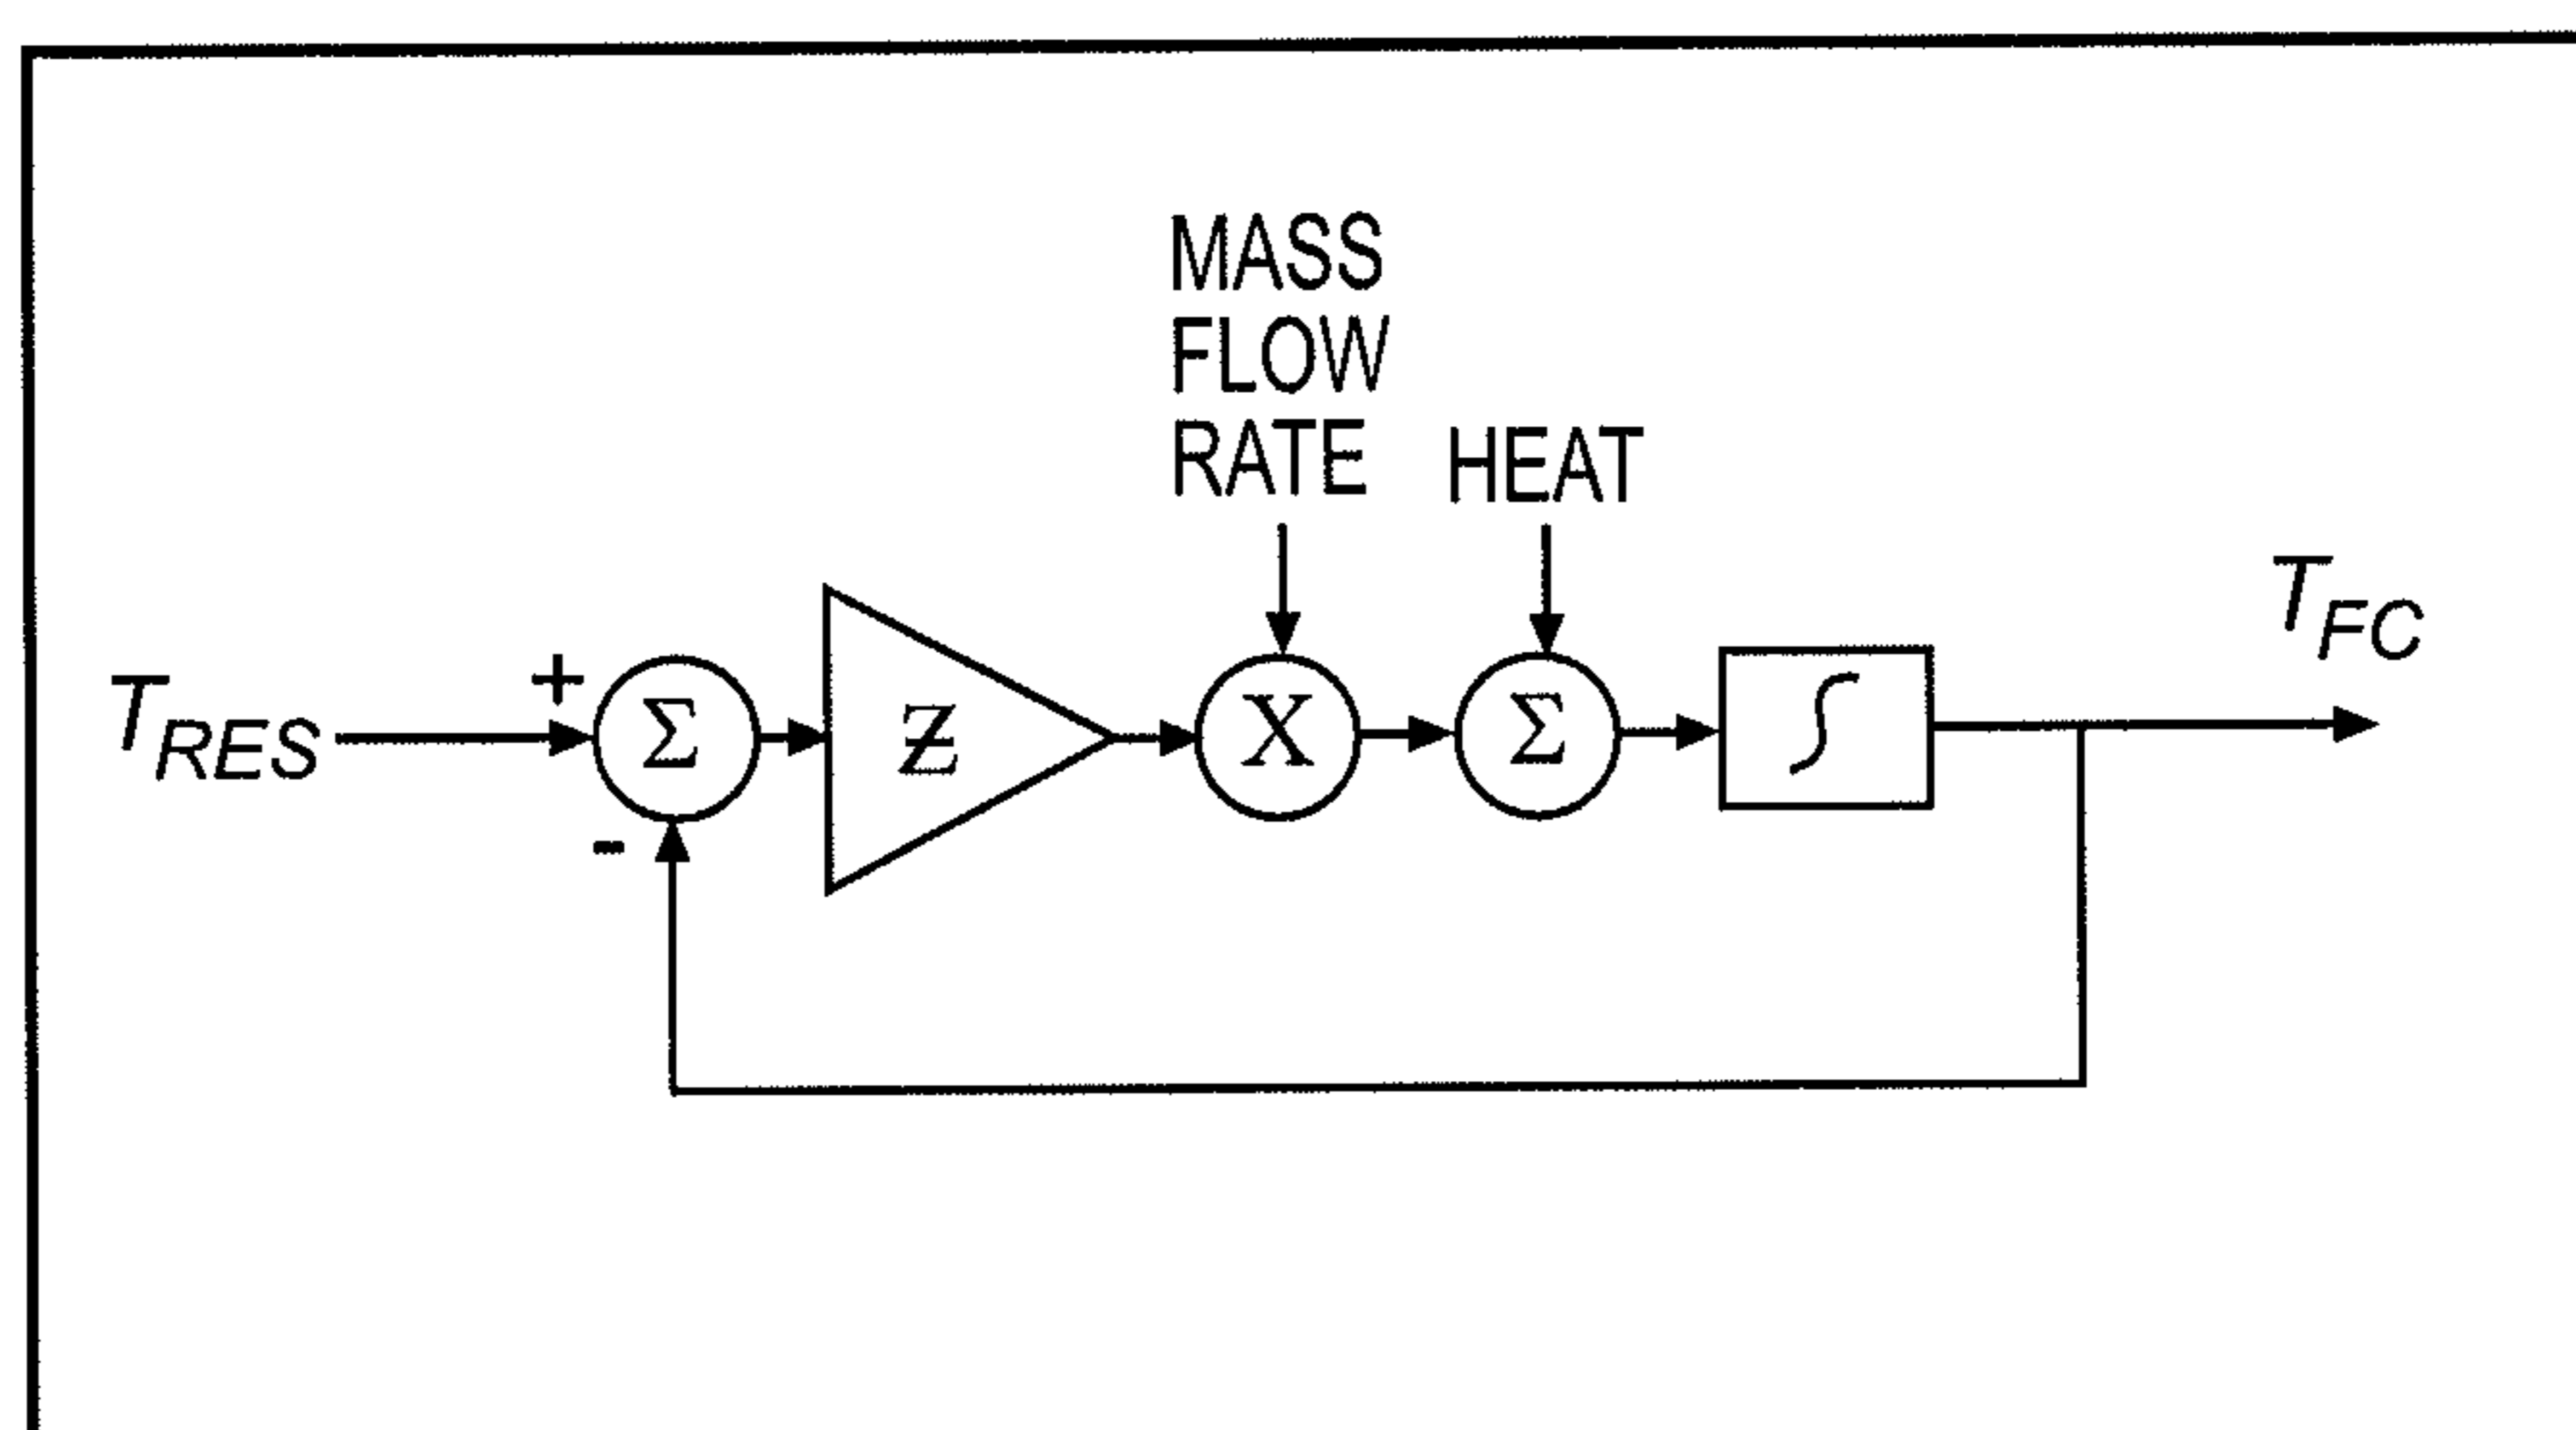 MASS
FLOW
RATE
HEAT
T_FC
T_RES
+
Σ
Ƶ
X
Σ
∫
-